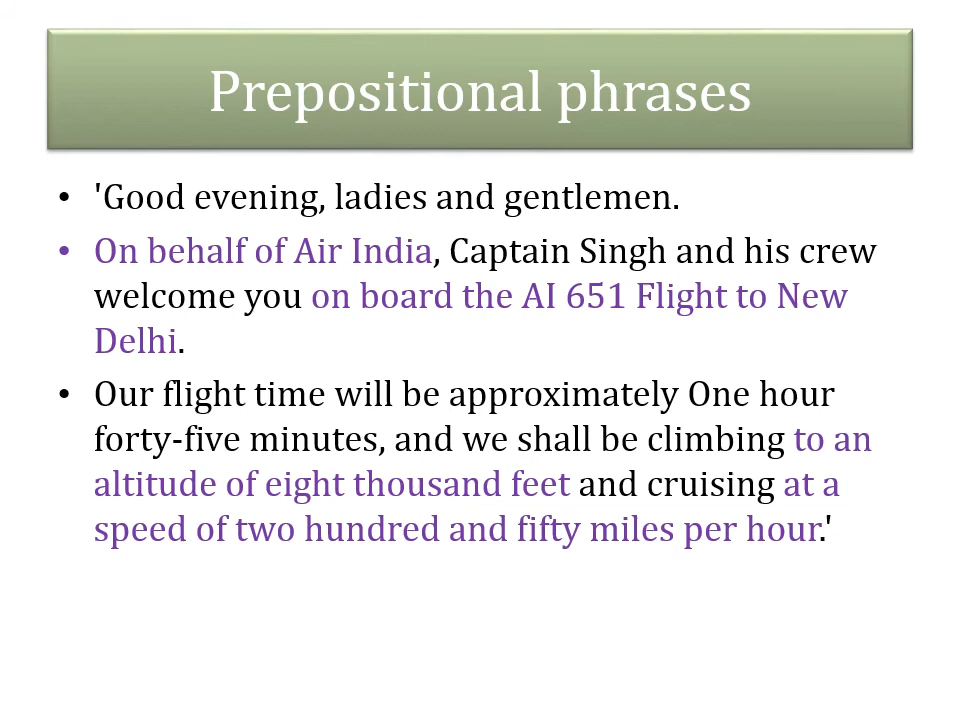 Prepositional phrases
• 'Good evening, ladies and gentlemen.
• On behalf of Air India, Captain Singh and his crew
welcome you on board the AI 651 Flight to New
Delhi.
• Our flight time will be approximately One hour
forty-five minutes, and we shall be climbing to an
altitude of eight thousand feet and cruising at a
speed of two hundred and fifty miles per hour.'